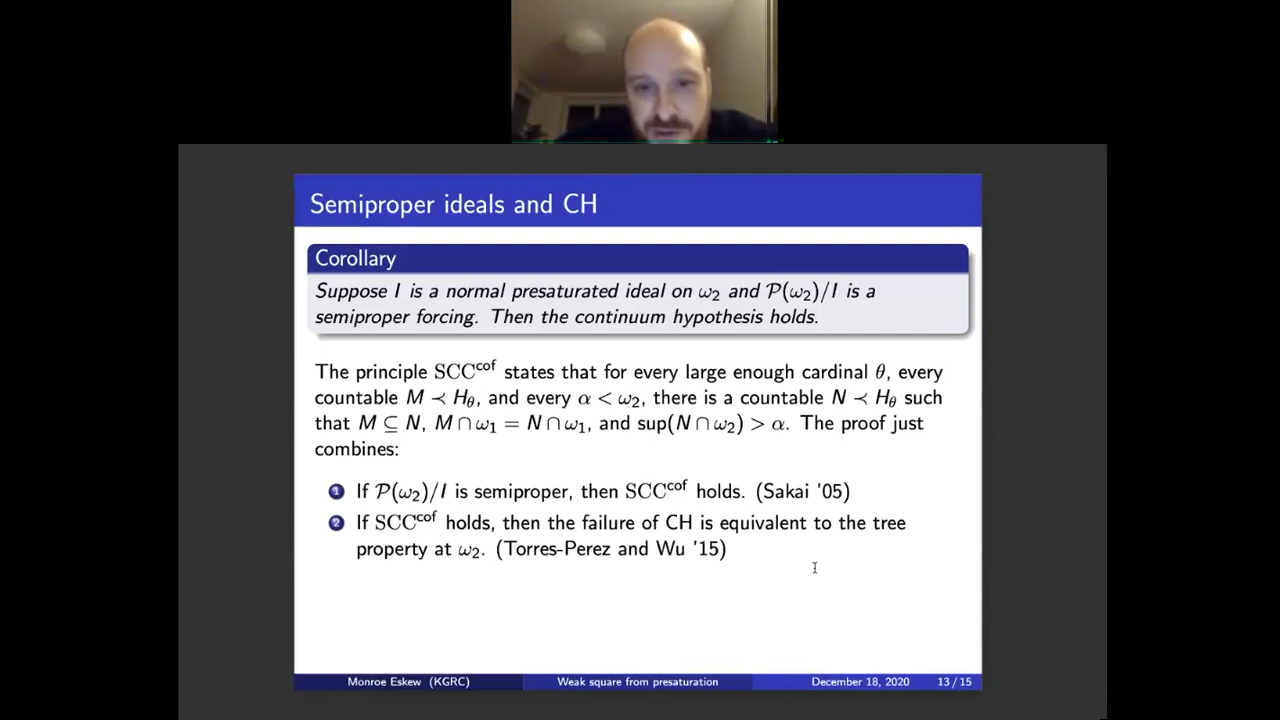 Semiproper ideals and CH
Corollary
Suppose I is a normal presaturated ideal on ω₂ and 𝒫(ω₂)/I is a
semiproper forcing. Then the continuum hypothesis holds.
The principle SCC^cof states that for every large enough cardinal θ, every
countable M ≺ H_θ, and every α < ω₂, there is a countable N ≺ H_θ such
that M ⊆ N, M ∩ ω₁ = N ∩ ω₁, and sup(N ∩ ω₂) > α. The proof just
combines:
1 If 𝒫(ω₂)/I is semiproper, then SCC^cof holds. (Sakai '05)
2 If SCC^cof holds, then the failure of CH is equivalent to the tree
property at ω₂. (Torres-Perez and Wu '15)
Monroe Eskew (KGRC) Weak square from presaturation December 18, 2020 13 / 15